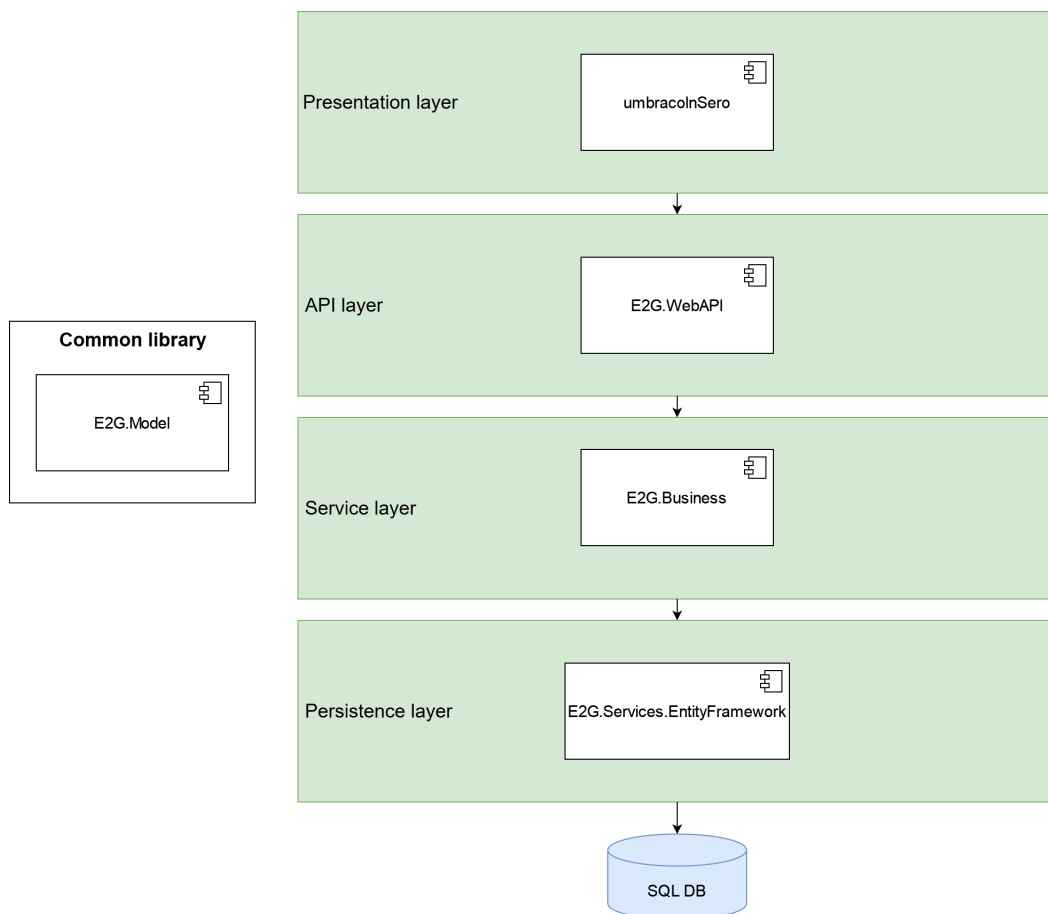 Presentation layer
umbracoInSero
API layer
E2G.WebAPI
Common library
E2G.Model
Service layer
E2G.Business
Persistence layer
E2G.Services.EntityFramework
SQL DB